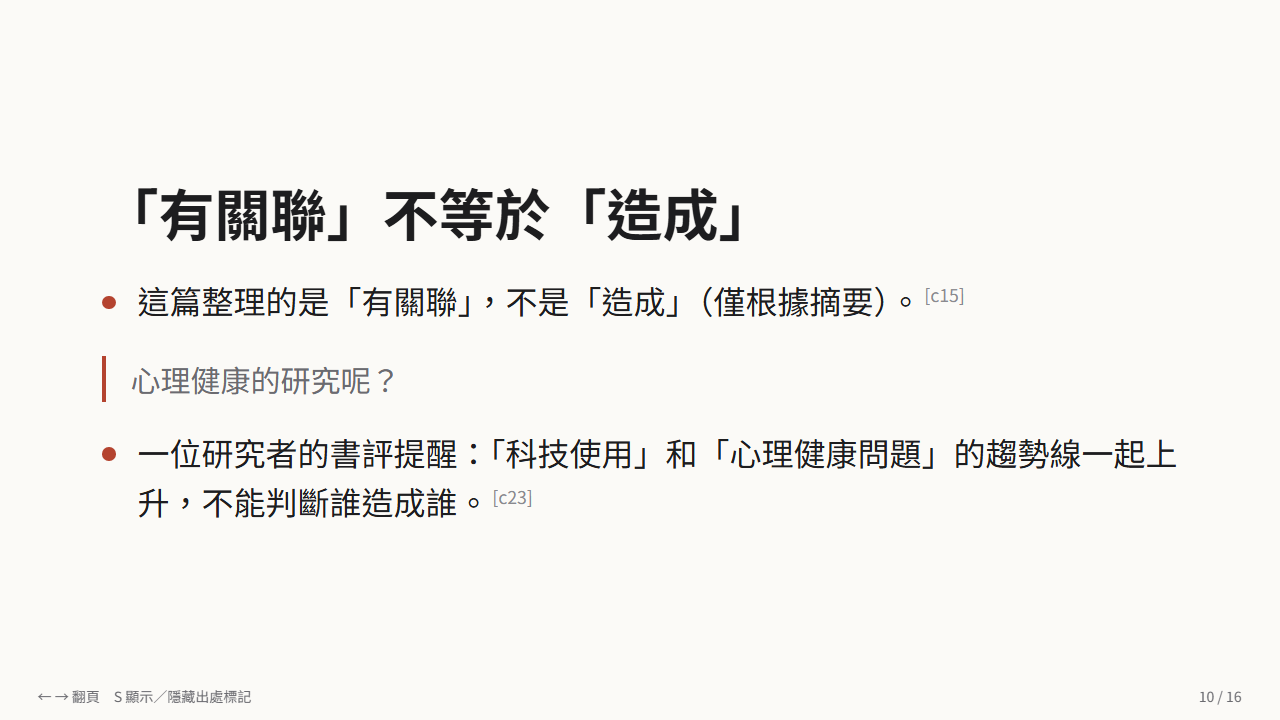 「有關聯」不等於「造成」
這篇整理的是「有關聯」，不是「造成」（僅根據摘要）。[c15]
心理健康的研究呢？
一位研究者的書評提醒：「科技使用」和「心理健康問題」的趨勢線一起上
升，不能判斷誰造成誰。[c23]
←→ 翻頁　S 顯示／隱藏出處標記
10 / 16